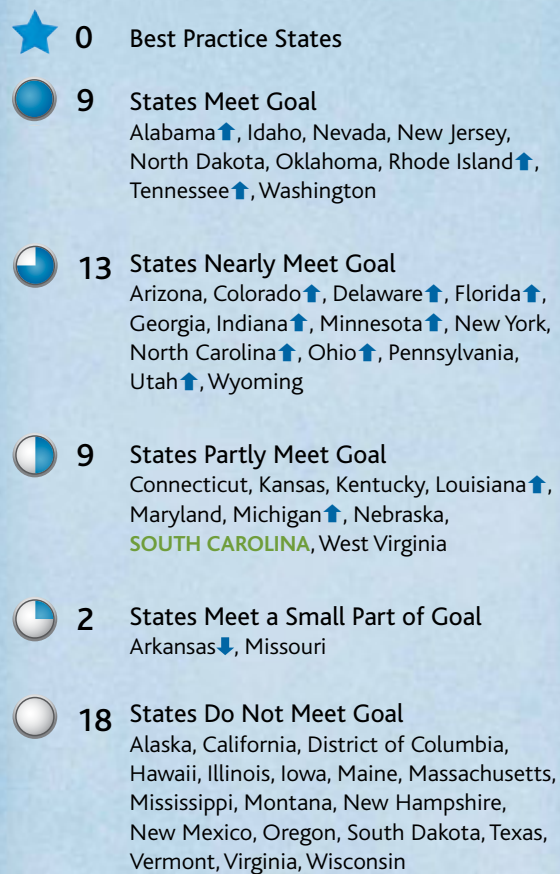 0 Best Practice States
9 States Meet Goal
Alabama⬆, Idaho, Nevada, New Jersey,
North Dakota, Oklahoma, Rhode Island⬆,
Tennessee⬆, Washington
13 States Nearly Meet Goal
Arizona, Colorado⬆, Delaware⬆, Florida⬆,
Georgia, Indiana⬆, Minnesota⬆, New York,
North Carolina⬆, Ohio⬆, Pennsylvania,
Utah⬆, Wyoming
9 States Partly Meet Goal
Connecticut, Kansas, Kentucky, Louisiana⬆,
Maryland, Michigan⬆, Nebraska,
SOUTH CAROLINA, West Virginia
2 States Meet a Small Part of Goal
Arkansas⬇, Missouri
18 States Do Not Meet Goal
Alaska, California, District of Columbia,
Hawaii, Illinois, Iowa, Maine, Massachusetts,
Mississippi, Montana, New Hampshire,
New Mexico, Oregon, South Dakota, Texas,
Vermont, Virginia, Wisconsin